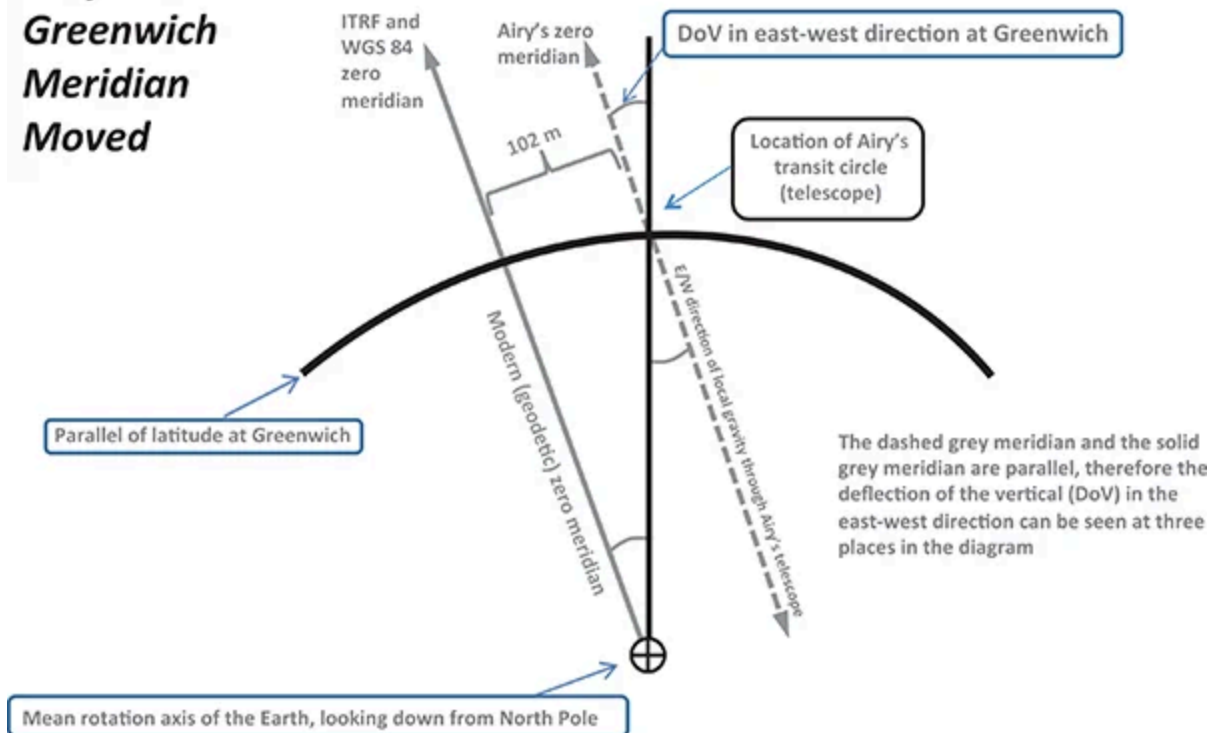 Greenwich
Meridian
Moved
ITRF and
WGS 84
zero
meridian
Airy's zero
meridian
DoV in east-west direction at Greenwich
102 m
Location of Airy's
transit circle
(telescope)
E/W direction of local gravity through Airy's telescope
Modern (geodetic) zero meridian
Parallel of latitude at Greenwich
The dashed grey meridian and the solid
grey meridian are parallel, therefore the
deflection of the vertical (DoV) in the
east-west direction can be seen at three
places in the diagram
Mean rotation axis of the Earth, looking down from North Pole